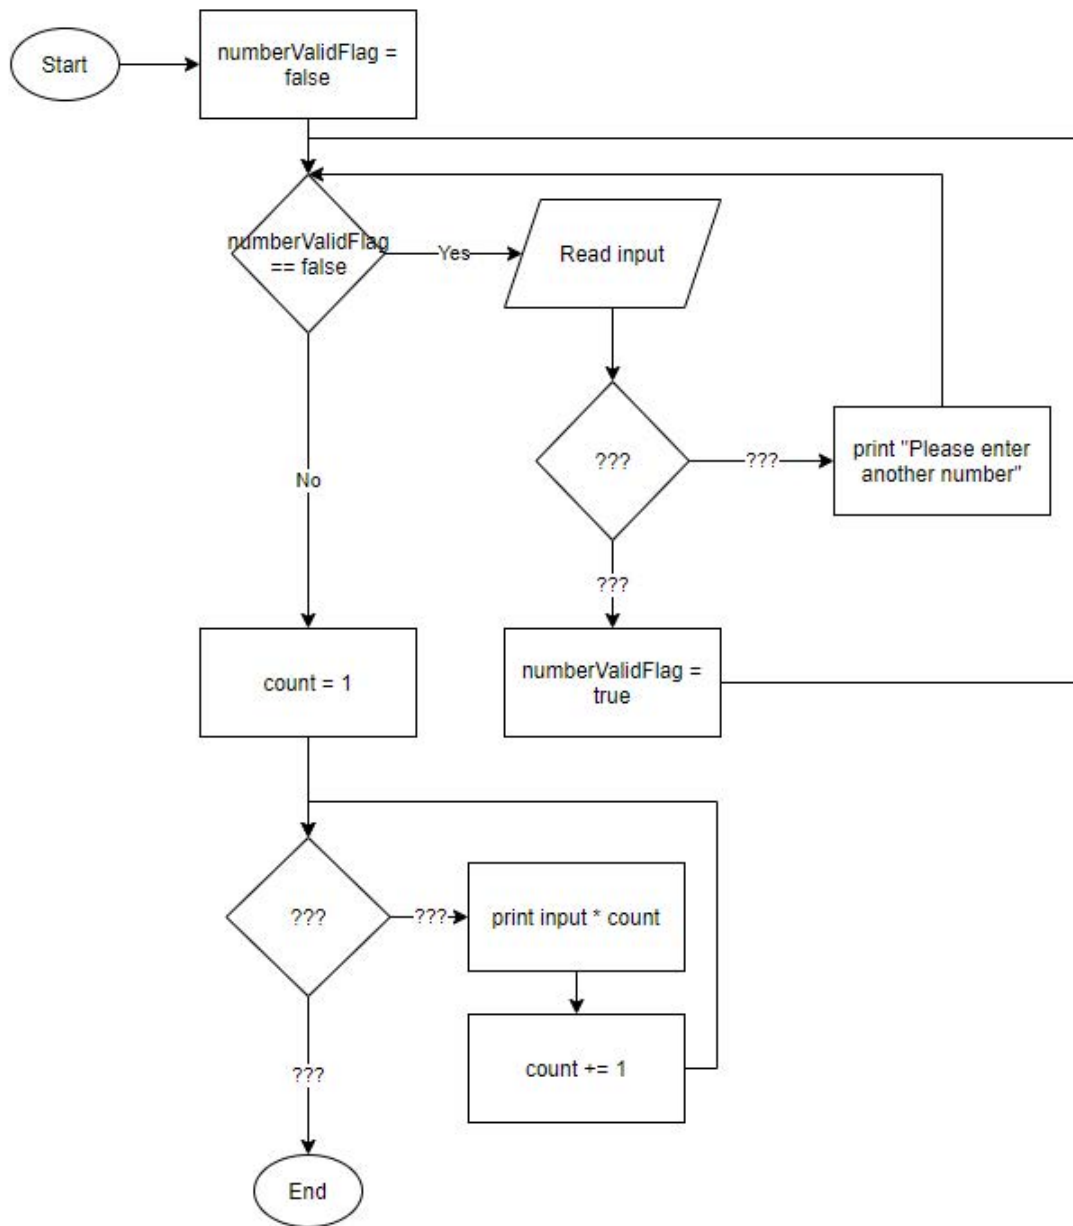 Start
numberValidFlag =
false
numberValidFlag
== false
Yes
Read input
???
???
print "Please enter
another number"
No
???
count = 1
numberValidFlag =
true
???
???
print input * count
???
count += 1
End